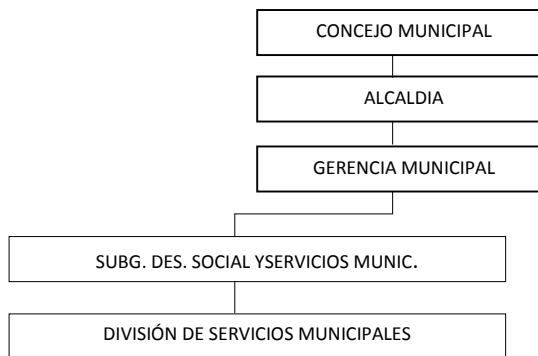 CONCEJO MUNICIPAL
ALCALDIA
GERENCIA MUNICIPAL
SUBG. DES. SOCIAL YSERVICIOS MUNIC.
DIVISIÓN DE SERVICIOS MUNICIPALES